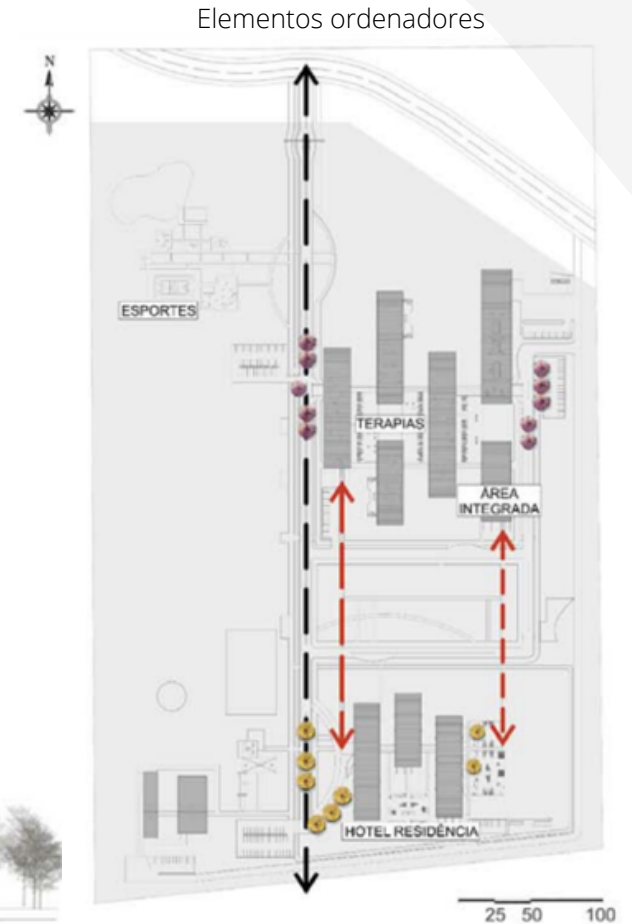 Elementos ordenadores
N
ESPORTES
TERAPIAS
ÁREA
INTEGRADA
HOTEL RESIDÊNCIA
25 50 100